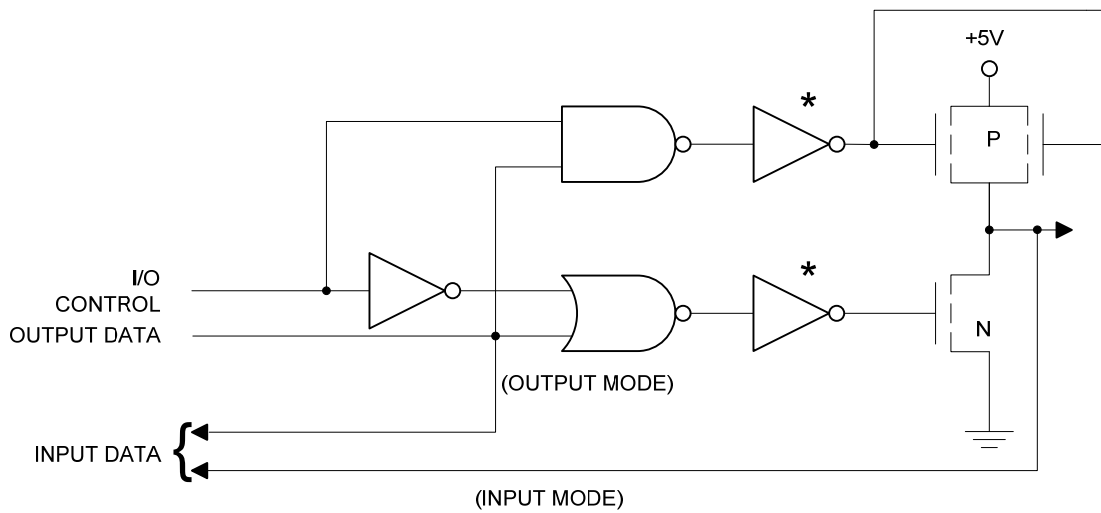 +5V
*
P
I/O
CONTROL
*
OUTPUT DATA
N
(OUTPUT MODE)
INPUT DATA {
(INPUT MODE)